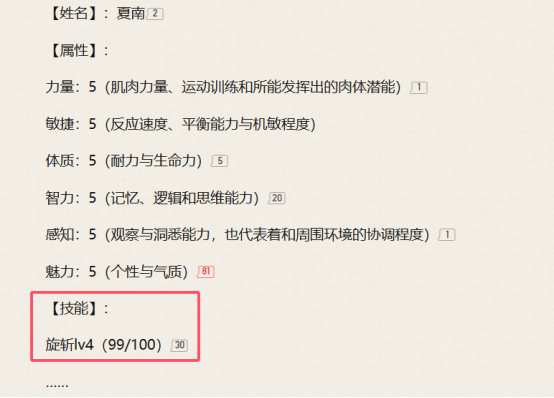 【姓名】：夏南 2
【属性】：
力量：5（肌肉力量、运动训练和所能发挥出的肉体潜能） 1
敏捷：5（反应速度、平衡能力与机敏程度）
体质：5（耐力与生命力） 5
智力：5（记忆、逻辑和思维能力） 20
感知：5（观察与洞悉能力，也代表着和周围环境的协调程度） 1
魅力：5（个性与气质） 81
【技能】：
旋斩lv4（99/100） 30
......